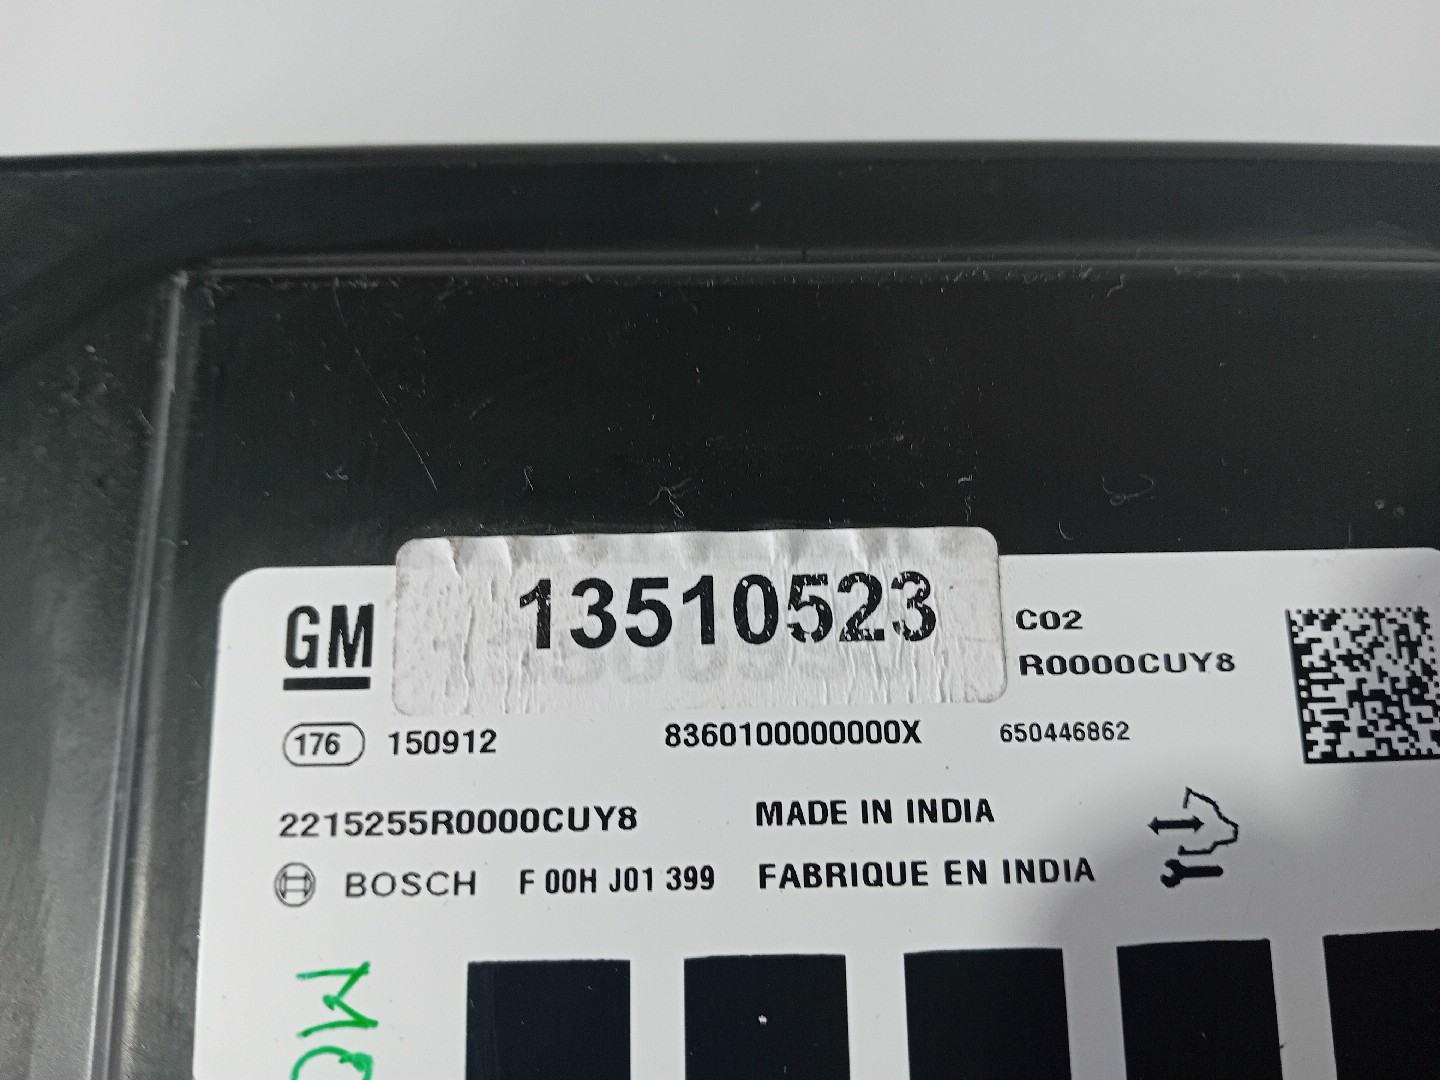 13510523
GM
C02
R0000CUY8
176 150912 8360100000000X 650446862
2215255R0000CUY8 MADE IN INDIA
BOSCH F 00H J01 399 FABRIQUE EN INDIA